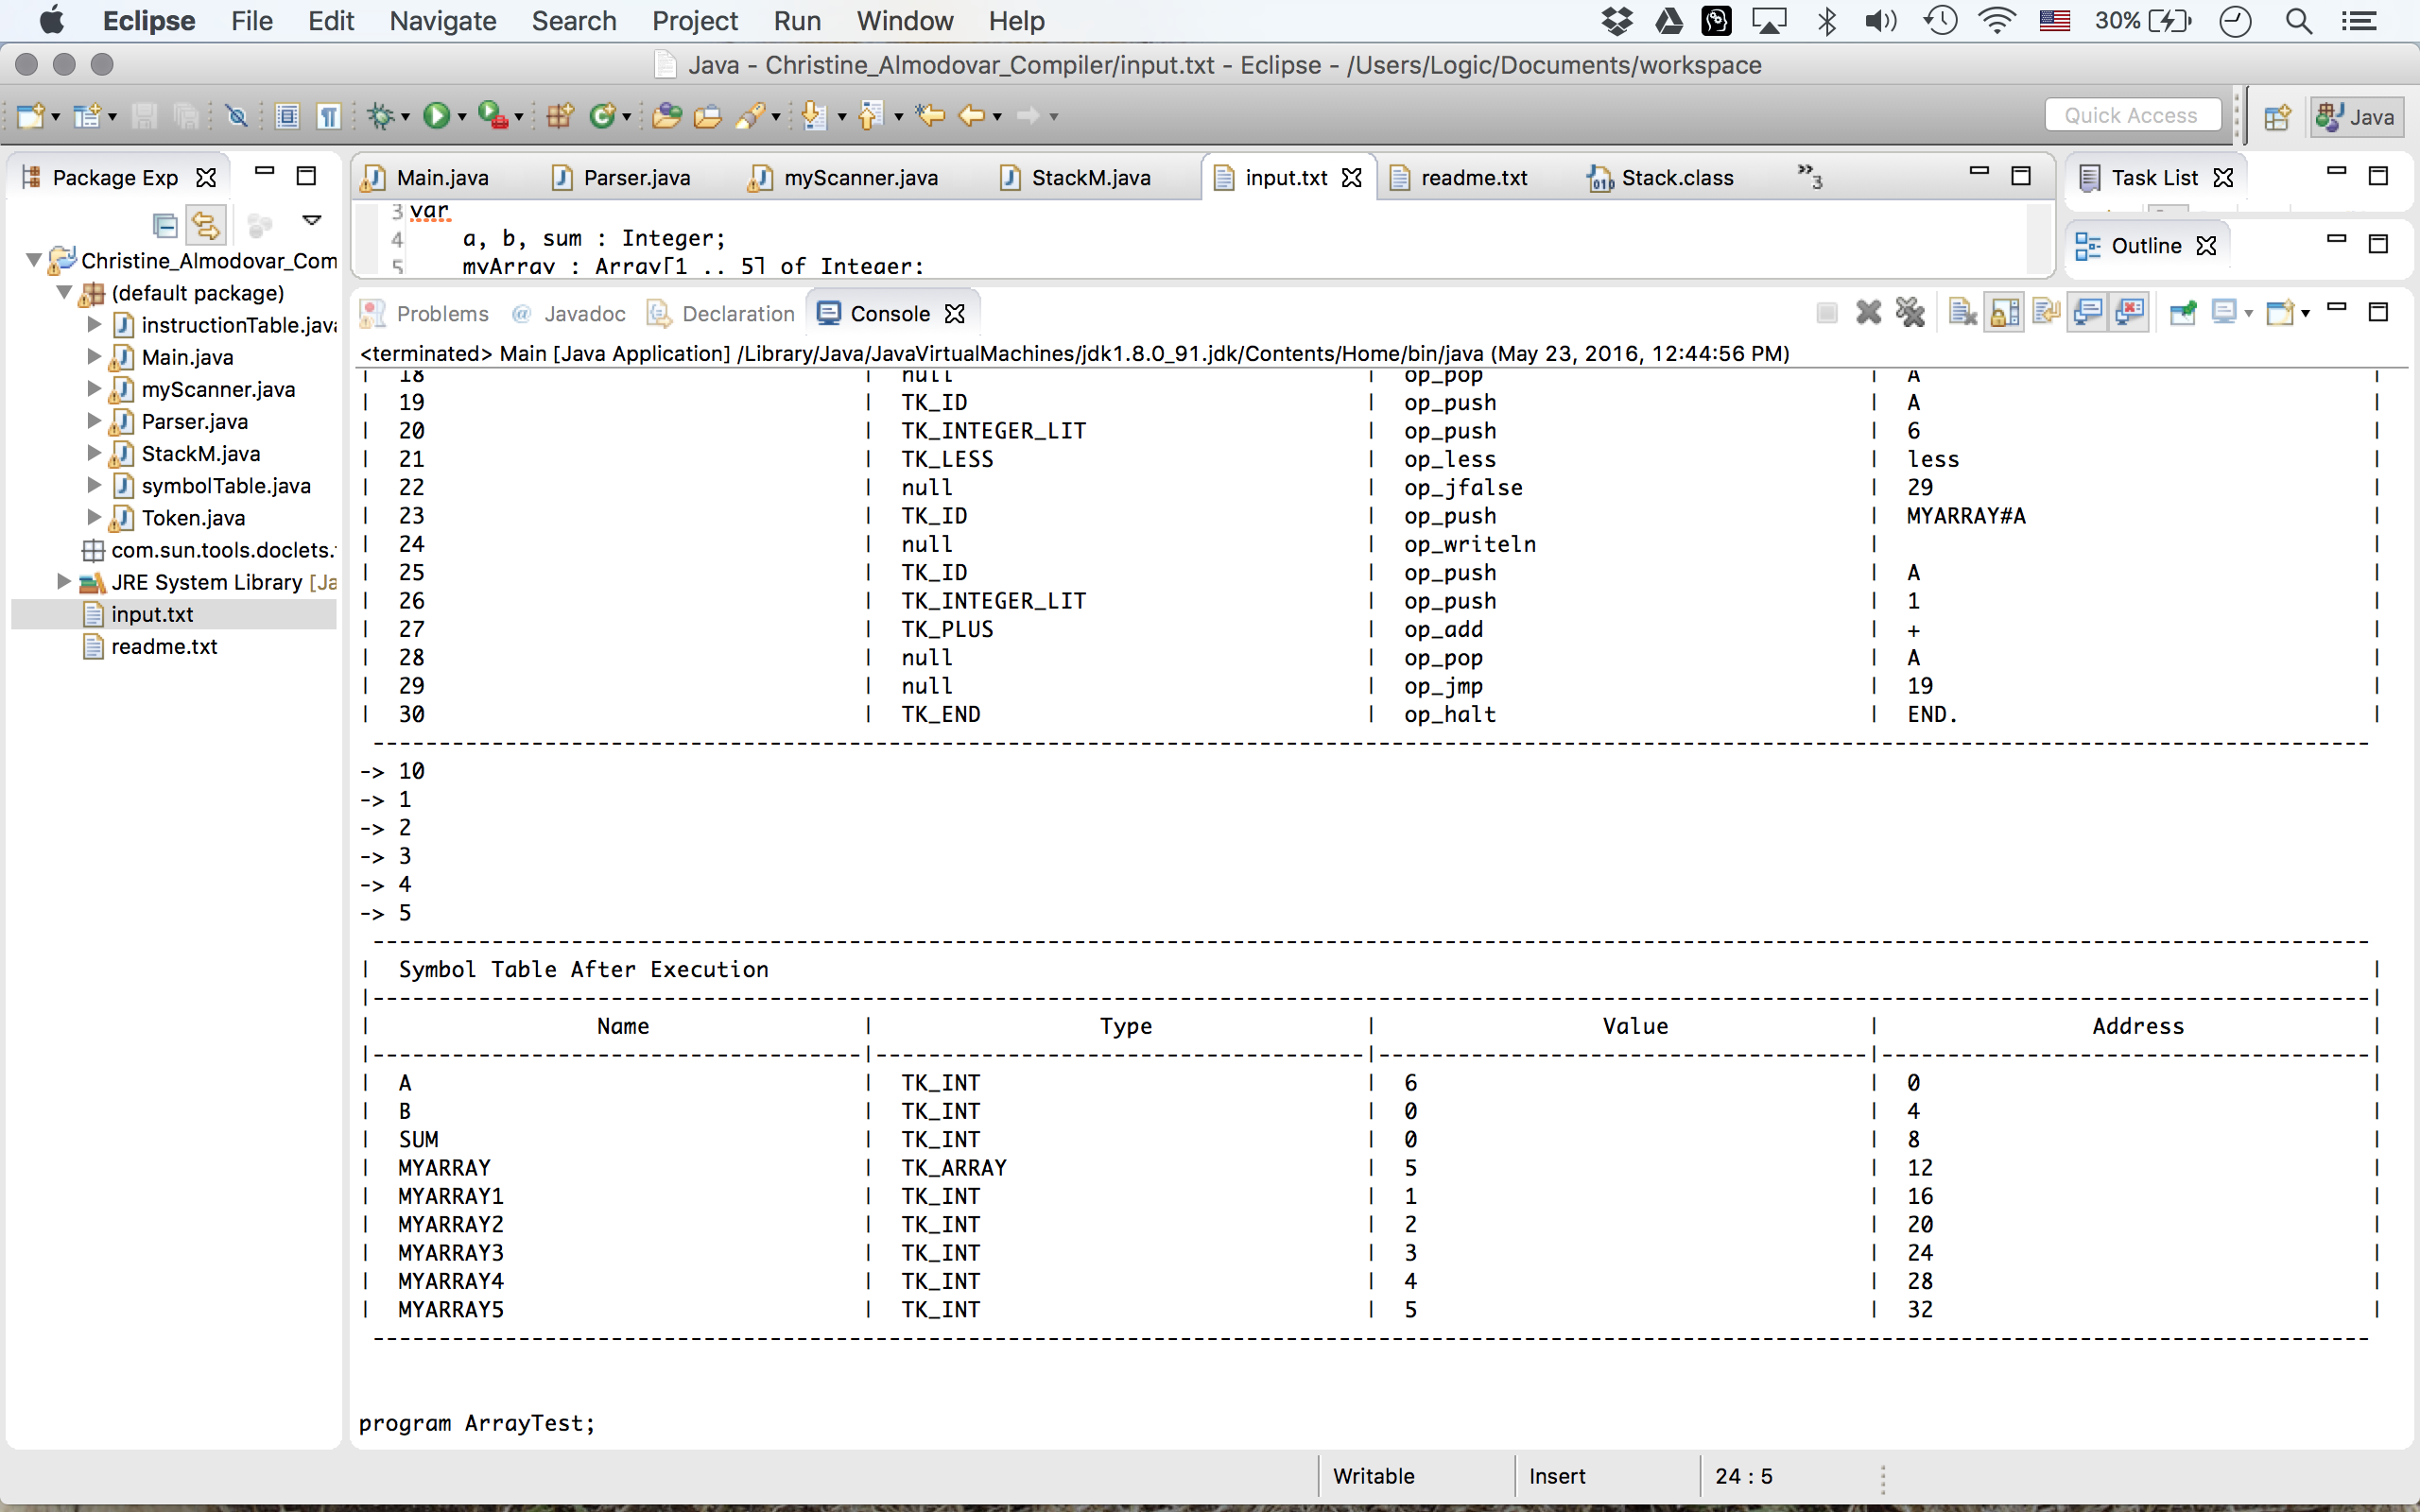 Eclipse File Edit Navigate Search Project Run Window Help 30%
Java - Christine_Almodovar_Compiler/input.txt - Eclipse - /Users/Logic/Documents/workspace
Quick Access Java
Package Exp
Christine_Almodovar_Com
(default package)
instructionTable.java
Main.java
myScanner.java
Parser.java
StackM.java
symbolTable.java
Token.java
com.sun.tools.doclets.
JRE System Library [Ja
input.txt
readme.txt
Main.java Parser.java myScanner.java StackM.java input.txt readme.txt Stack.class »3
3 var
4 a, b, sum : Integer;
5 myArray : Array[1 .. 5] of Integer;
Task List
Outline
Problems @ Javadoc Declaration Console
<terminated> Main [Java Application] /Library/Java/JavaVirtualMachines/jdk1.8.0_91.jdk/Contents/Home/bin/java (May 23, 2016, 12:44:56 PM)
| 18 | null | op_pop | A |
| 19 | TK_ID | op_push | A |
| 20 | TK_INTEGER_LIT | op_push | 6 |
| 21 | TK_LESS | op_less | less |
| 22 | null | op_jfalse | 29 |
| 23 | TK_ID | op_push | MYARRAY#A |
| 24 | null | op_writeln | |
| 25 | TK_ID | op_push | A |
| 26 | TK_INTEGER_LIT | op_push | 1 |
| 27 | TK_PLUS | op_add | + |
| 28 | null | op_pop | A |
| 29 | null | op_jmp | 19 |
| 30 | TK_END | op_halt | END. |
-> 10
-> 1
-> 2
-> 3
-> 4
-> 5
| Symbol Table After Execution |
| Name | Type | Value | Address |
| A | TK_INT | 6 | 0 |
| B | TK_INT | 0 | 4 |
| SUM | TK_INT | 0 | 8 |
| MYARRAY | TK_ARRAY | 5 | 12 |
| MYARRAY1 | TK_INT | 1 | 16 |
| MYARRAY2 | TK_INT | 2 | 20 |
| MYARRAY3 | TK_INT | 3 | 24 |
| MYARRAY4 | TK_INT | 4 | 28 |
| MYARRAY5 | TK_INT | 5 | 32 |
program ArrayTest;
Writable Insert 24 : 5